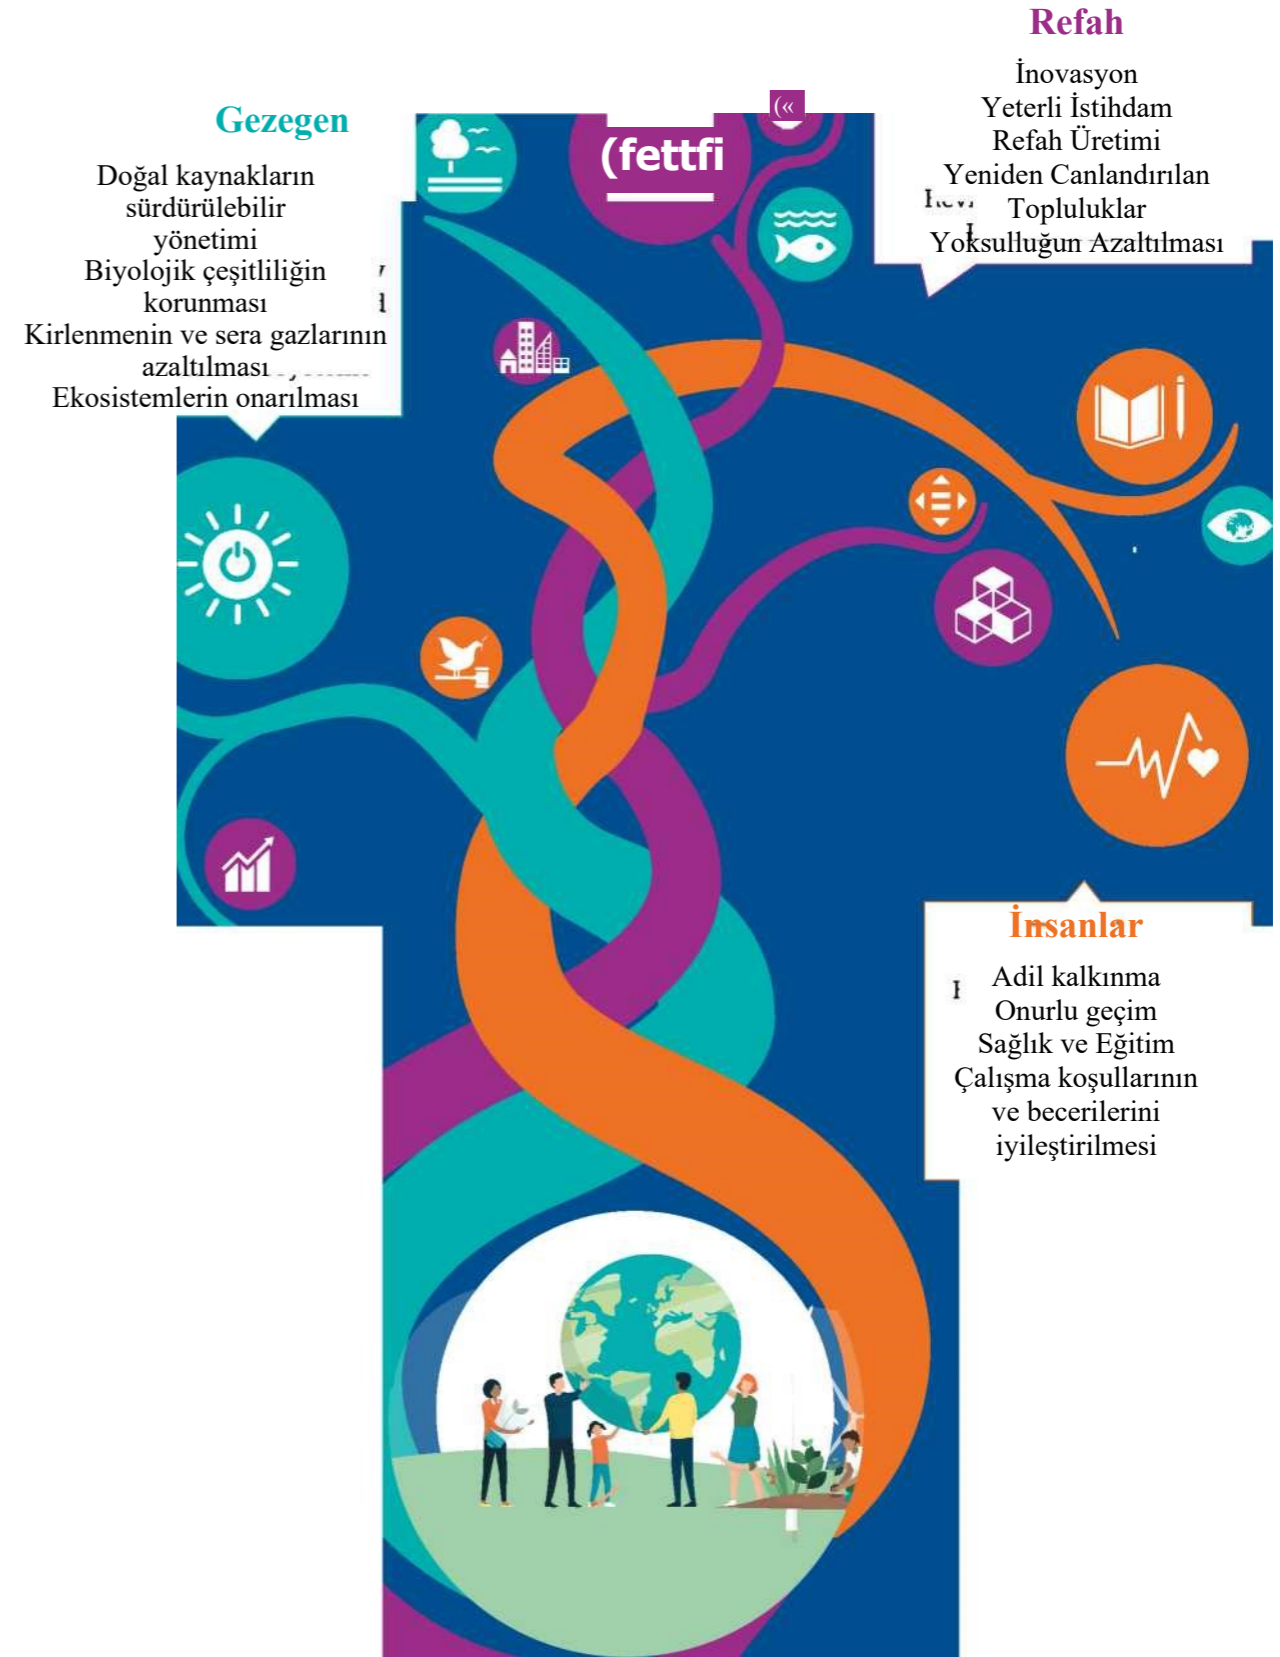 Refah
İnovasyon
Yeterli İstihdam
Refah Üretimi
Yeniden Canlandırılan
Topluluklar
Yoksulluğun Azaltılması
Gezegen
Doğal kaynakların
sürdürülebilir
yönetimi
Biyolojik çeşitliliğin
korunması
Kirlenmenin ve sera gazlarının
azaltılması
Ekosistemlerin onarılması
(«
(fettfi
İnsanlar
Adil kalkınma
Onurlu geçim
Sağlık ve Eğitim
Çalışma koşullarının
ve becerilerini
iyileştirilmesi